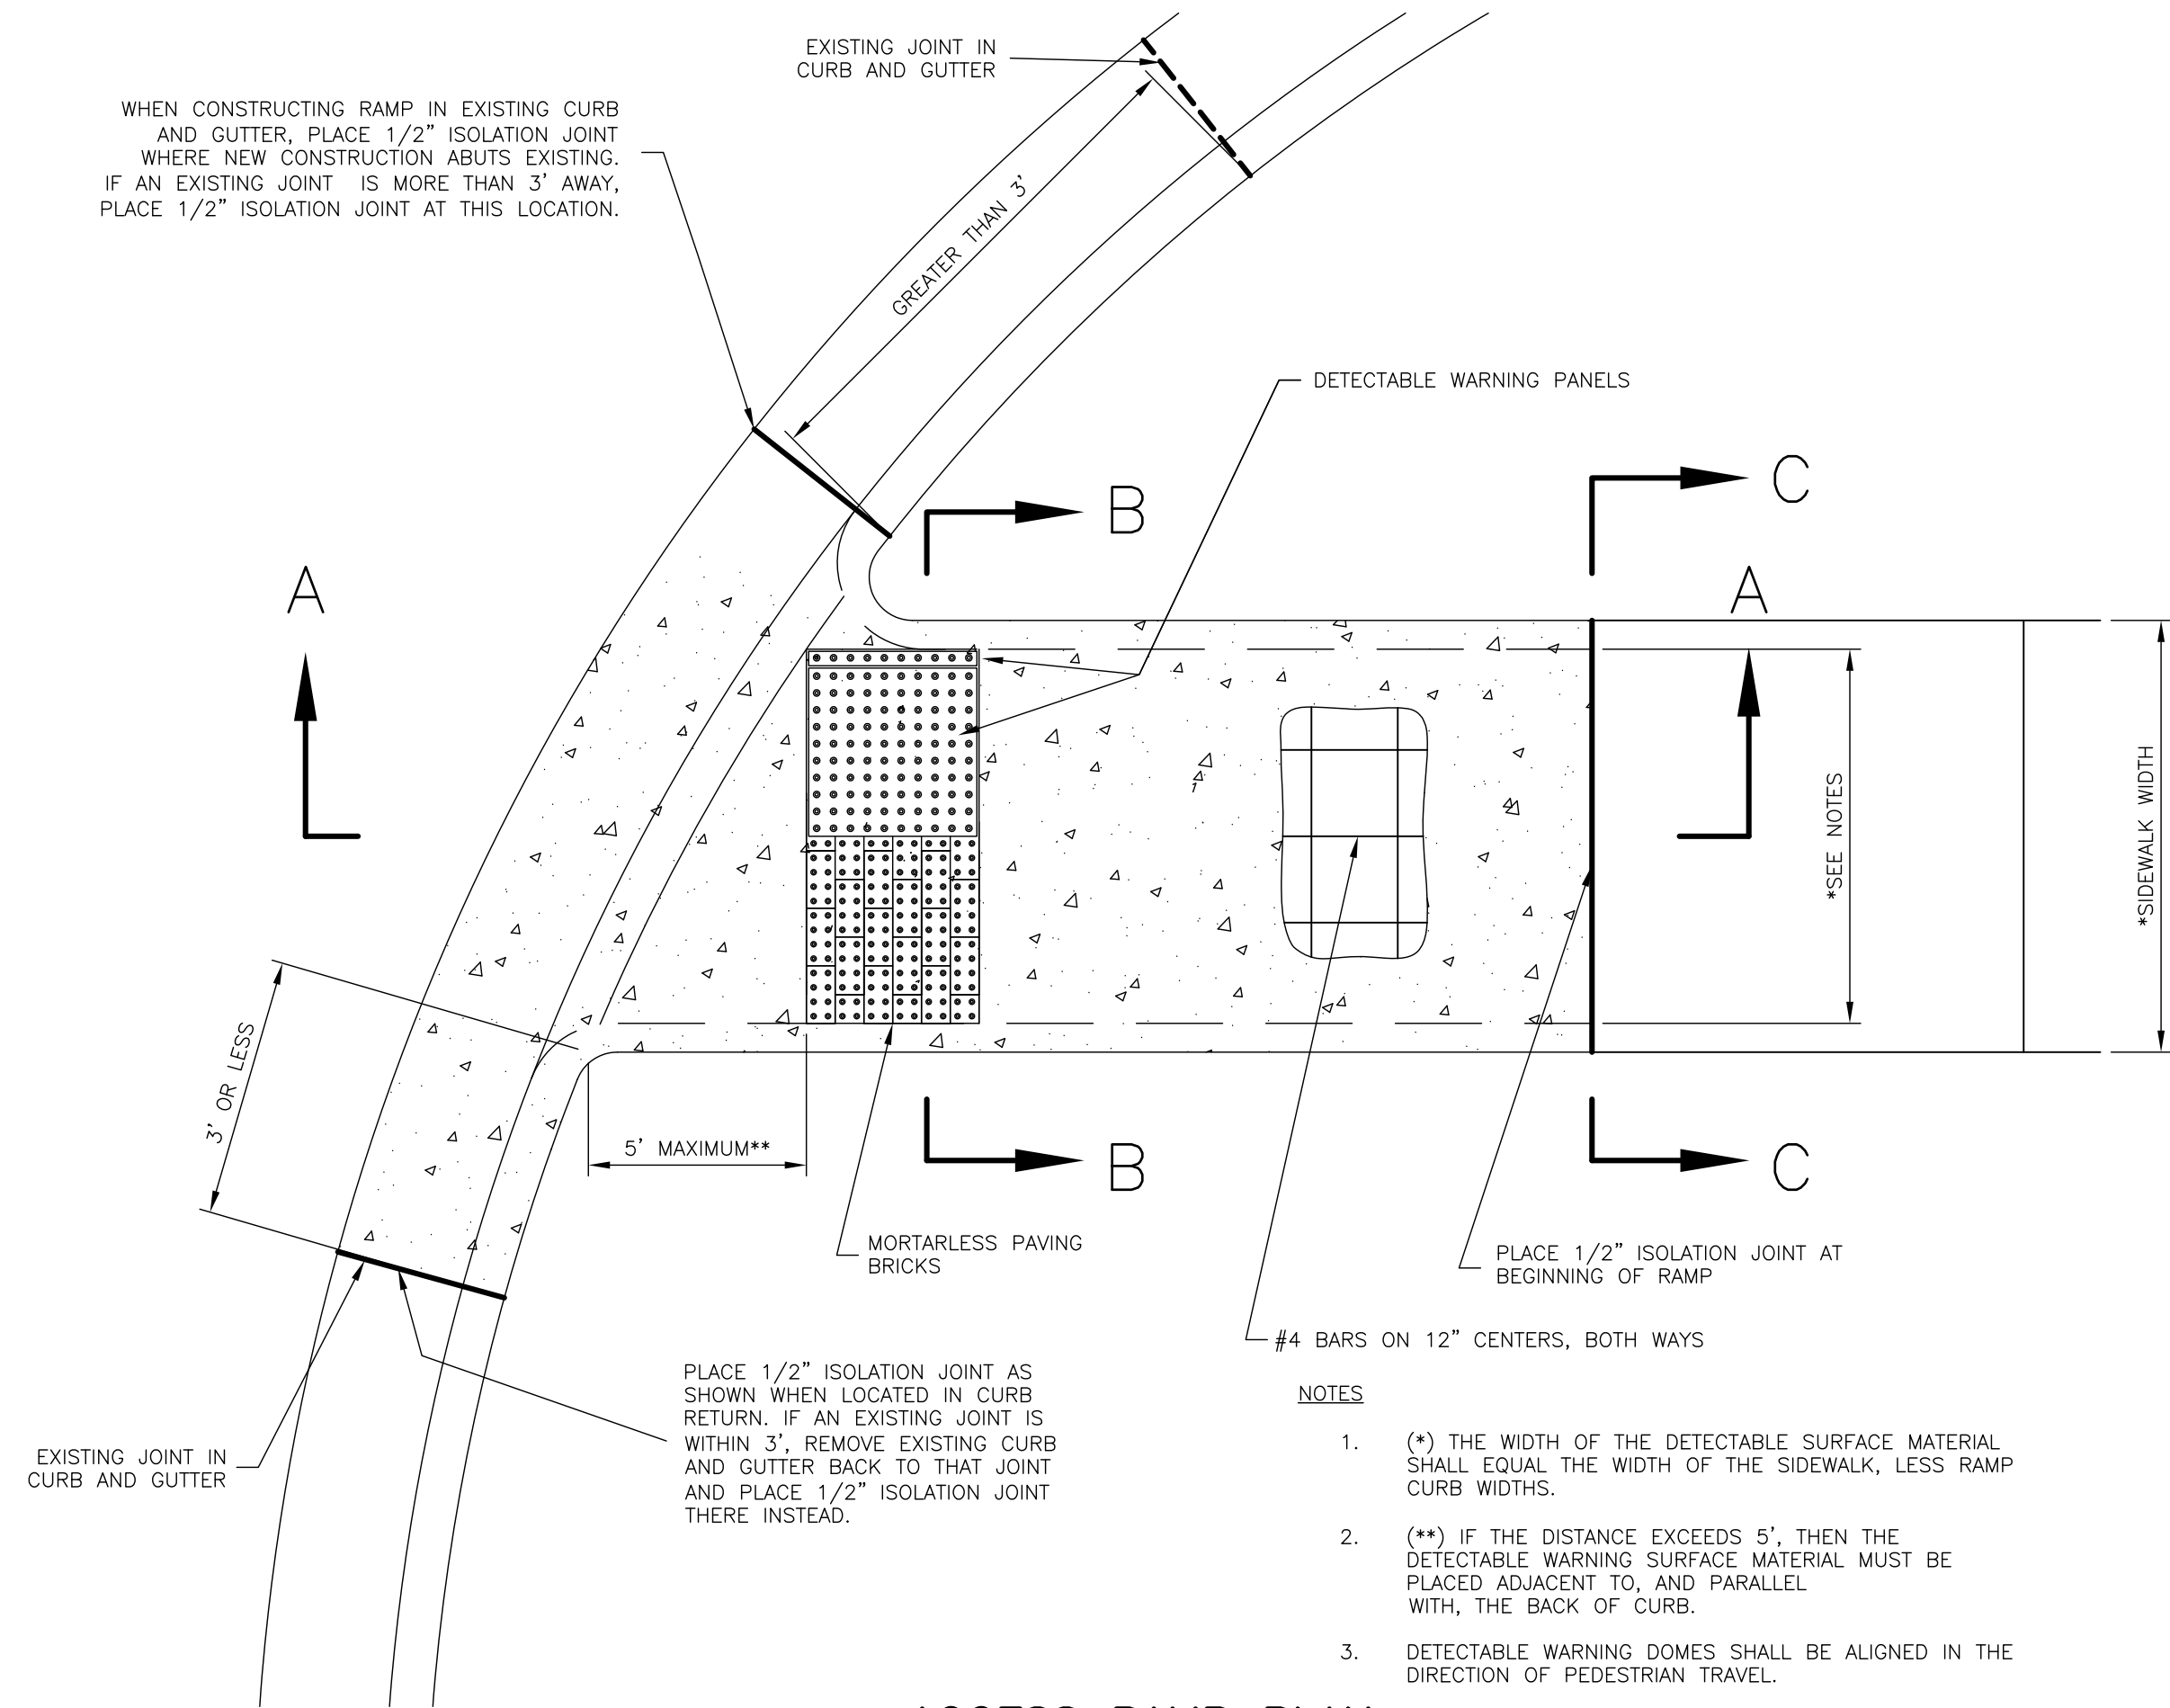 EXISTING JOINT IN
CURB AND GUTTER
WHEN CONSTRUCTING RAMP IN EXISTING CURB
AND GUTTER, PLACE 1/2" ISOLATION JOINT
WHERE NEW CONSTRUCTION ABUTS EXISTING.
IF AN EXISTING JOINT IS MORE THAN 3' AWAY,
PLACE 1/2" ISOLATION JOINT AT THIS LOCATION.
GREATER THAN 3'
DETECTABLE WARNING PANELS
B
C
A
A
*SEE NOTES
*SIDEWALK WIDTH
3' OR LESS
5' MAXIMUM**
B
C
MORTARLESS PAVING
BRICKS
PLACE 1/2" ISOLATION JOINT AT
BEGINNING OF RAMP
#4 BARS ON 12" CENTERS, BOTH WAYS
PLACE 1/2" ISOLATION JOINT AS
SHOWN WHEN LOCATED IN CURB
RETURN. IF AN EXISTING JOINT IS
WITHIN 3', REMOVE EXISTING CURB
AND GUTTER BACK TO THAT JOINT
AND PLACE 1/2" ISOLATION JOINT
THERE INSTEAD.
EXISTING JOINT IN
CURB AND GUTTER
NOTES
1. (*) THE WIDTH OF THE DETECTABLE SURFACE MATERIAL
SHALL EQUAL THE WIDTH OF THE SIDEWALK, LESS RAMP
CURB WIDTHS.
2. (**) IF THE DISTANCE EXCEEDS 5', THEN THE
DETECTABLE WARNING SURFACE MATERIAL MUST BE
PLACED ADJACENT TO, AND PARALLEL
WITH, THE BACK OF CURB.
3. DETECTABLE WARNING DOMES SHALL BE ALIGNED IN THE
DIRECTION OF PEDESTRIAN TRAVEL.